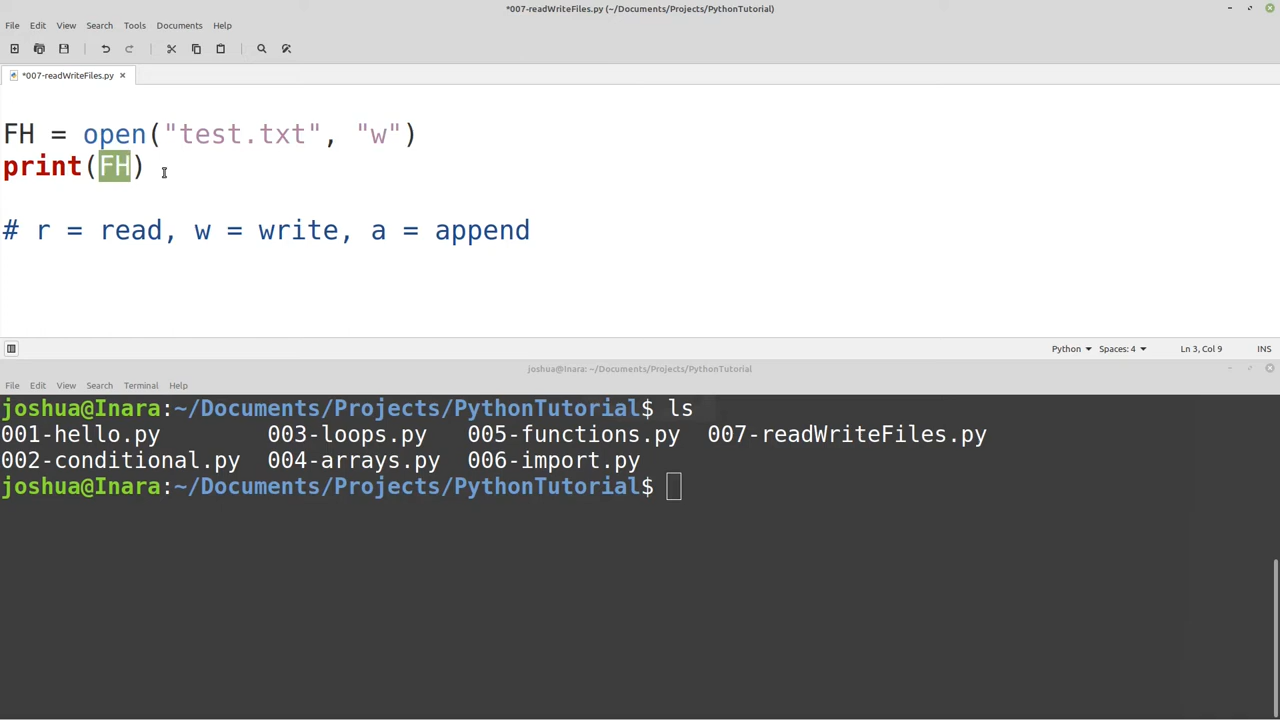 *007-readWriteFiles.py (~/Documents/Projects/PythonTutorial)
File Edit View Search Tools Documents Help
*007-readWriteFiles.py
FH = open("test.txt", "w")
print(FH)
# r = read, w = write, a = append
Python Spaces: 4 Ln 3, Col 9 INS
joshua@Inara: ~/Documents/Projects/PythonTutorial
File Edit View Search Terminal Help
joshua@Inara:~/Documents/Projects/PythonTutorial$ ls
001-hello.py 003-loops.py 005-functions.py 007-readWriteFiles.py
002-conditional.py 004-arrays.py 006-import.py
joshua@Inara:~/Documents/Projects/PythonTutorial$